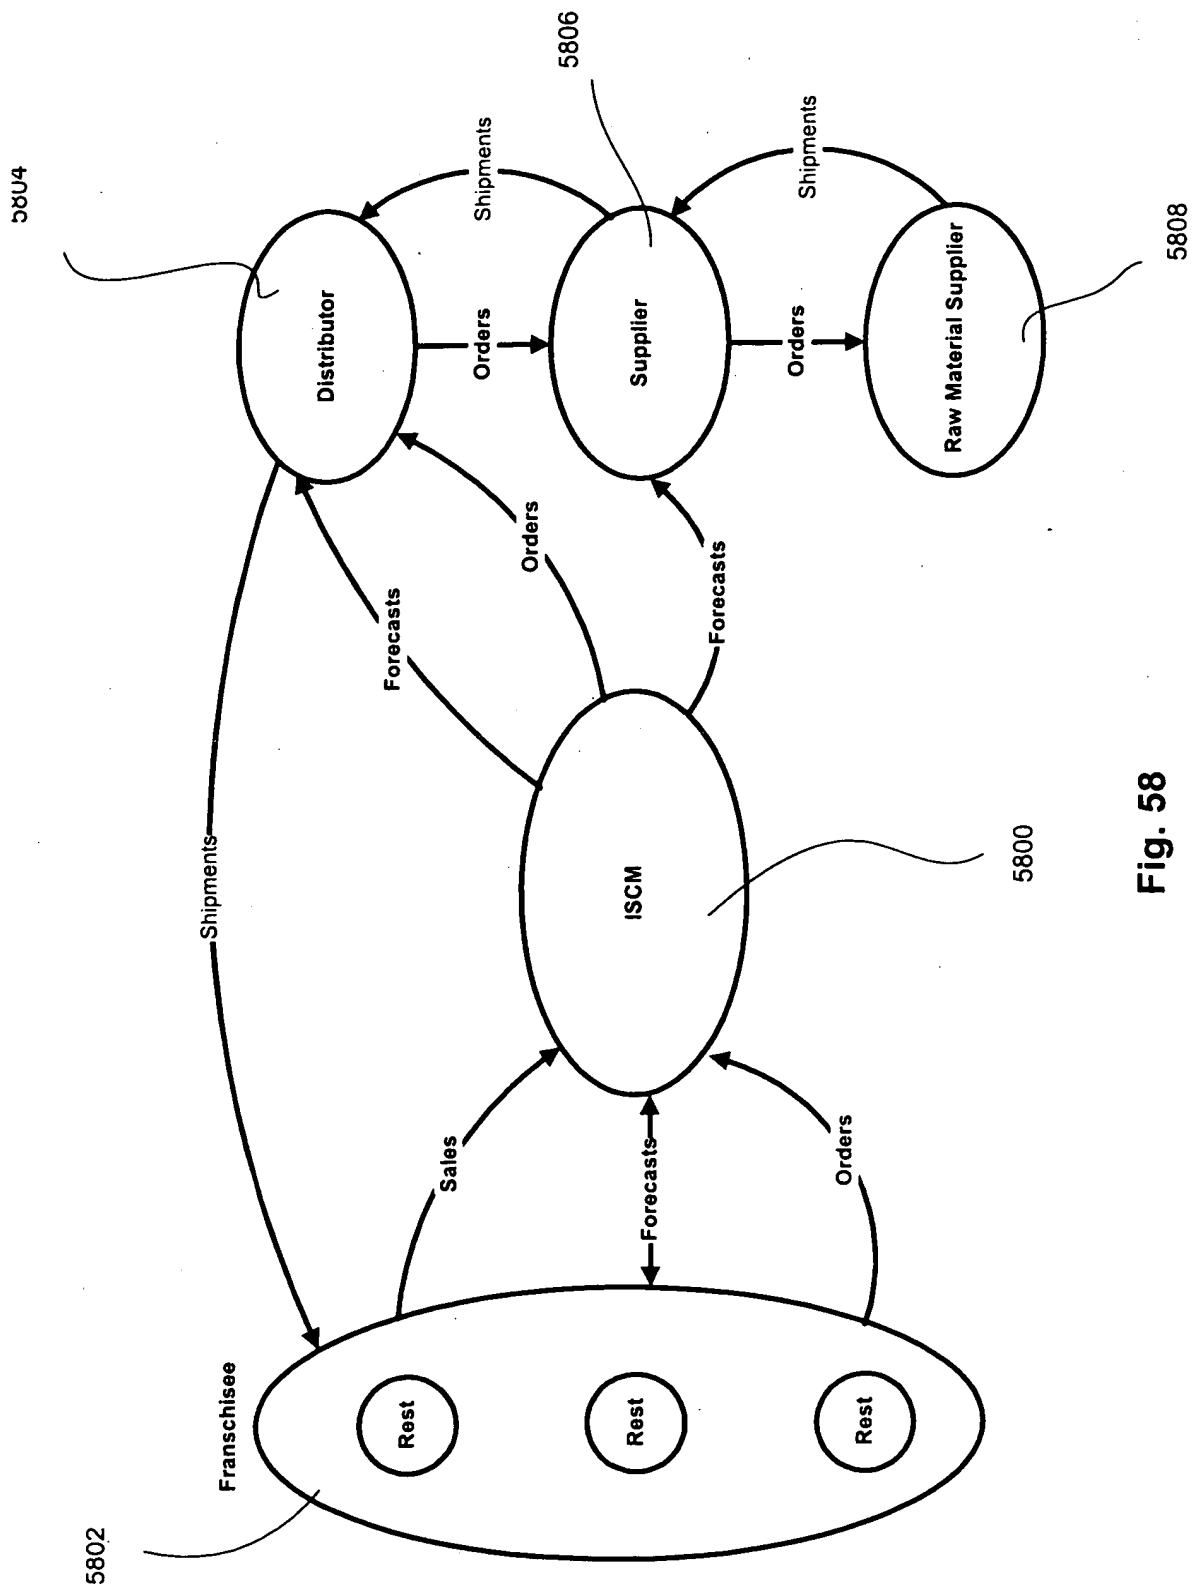 5804
5802
Shipments
Franschisee
Distributor
Forecasts
Rest
Sales
Orders
Shipments
Orders
5806
Rest
Forecasts
ISCM
Supplier
Forecasts
Orders
Shipments
Orders
Rest
Raw Material Supplier
5800
5808
Fig. 58